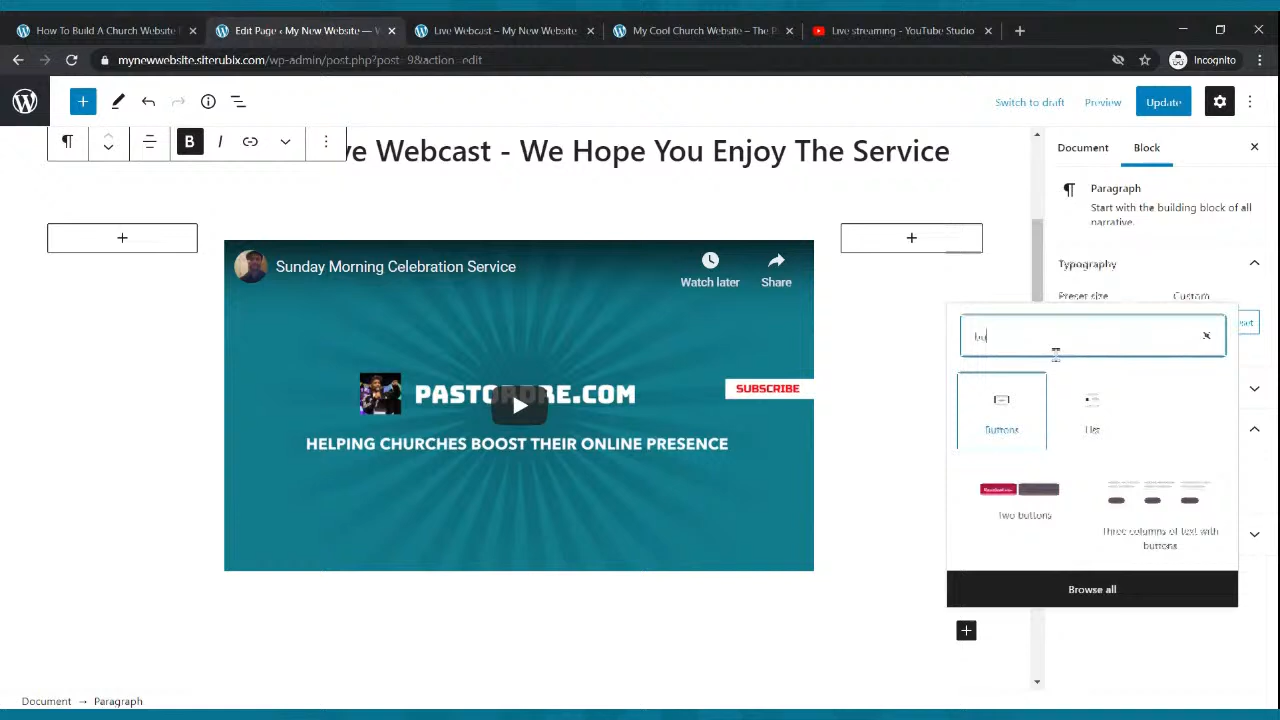 How To Build A Church Website
Edit Page ‹ My New Website — W
Live Webcast – My New Website
My Cool Church Website – The P
Live streaming - YouTube Studio
mynewwebsite.siterubix.com/wp-admin/post.php?post=9&action=edit
Incognito
Switch to draft
Preview
Update
B
I
ve Webcast - We Hope You Enjoy The Service
Document
Block
Paragraph
Start with the building block of all
narrative.
Typography
Preset size
Custom
Sunday Morning Celebration Service
Watch later
Share
PASTORDRE.COM
SUBSCRIBE
HELPING CHURCHES BOOST THEIR ONLINE PRESENCE
bu
Buttons
List
Two buttons
Three columns of text with
buttons
Browse all
Document → Paragraph